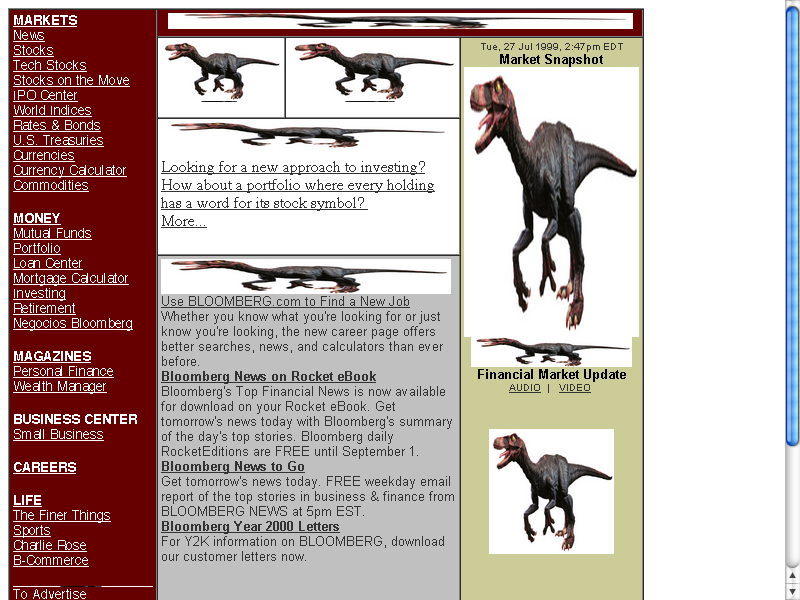 MARKETS
News
Stocks
Tech Stocks
Stocks on the Move
IPO Center
World Indices
Rates & Bonds
U.S. Treasuries
Currencies
Currency Calculator
Commodities
MONEY
Mutual Funds
Portfolio
Loan Center
Mortgage Calculator
Investing
Retirement
Negocios Bloomberg
MAGAZINES
Personal Finance
Wealth Manager
BUSINESS CENTER
Small Business
CAREERS
LIFE
The Finer Things
Sports
Charlie Rose
B-Commerce
To Advertise
Looking for a new approach to investing?
How about a portfolio where every holding
has a word for its stock symbol?
More...
Use BLOOMBERG.com to Find a New Job
Whether you know what you're looking for or just
know you're looking, the new career page offers
better searches, news, and calculators than ever
before.
Bloomberg News on Rocket eBook
Bloomberg's Top Financial News is now available
for download on your Rocket eBook. Get
tomorrow's news today with Bloomberg's summary
of the day's top stories. Bloomberg daily
RocketEditions are FREE until September 1.
Bloomberg News to Go
Get tomorrow's news today. FREE weekday email
report of the top stories in business & finance from
BLOOMBERG NEWS at 5pm EST.
Bloomberg Year 2000 Letters
For Y2K information on BLOOMBERG, download
our customer letters now.
Tue, 27 Jul 1999, 2:47pm EDT
Market Snapshot
Financial Market Update
AUDIO | VIDEO